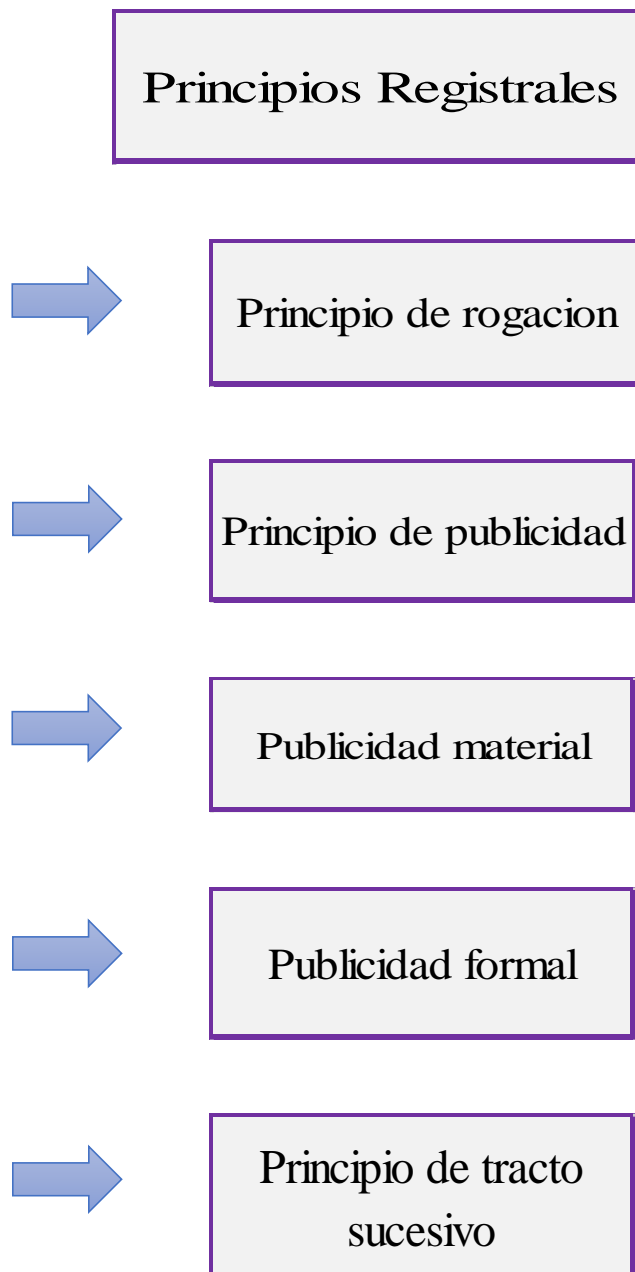 Principios Registrales
Principio de rogacion
Principio de publicidad
Publicidad material
Publicidad formal
Principio de tracto
sucesivo